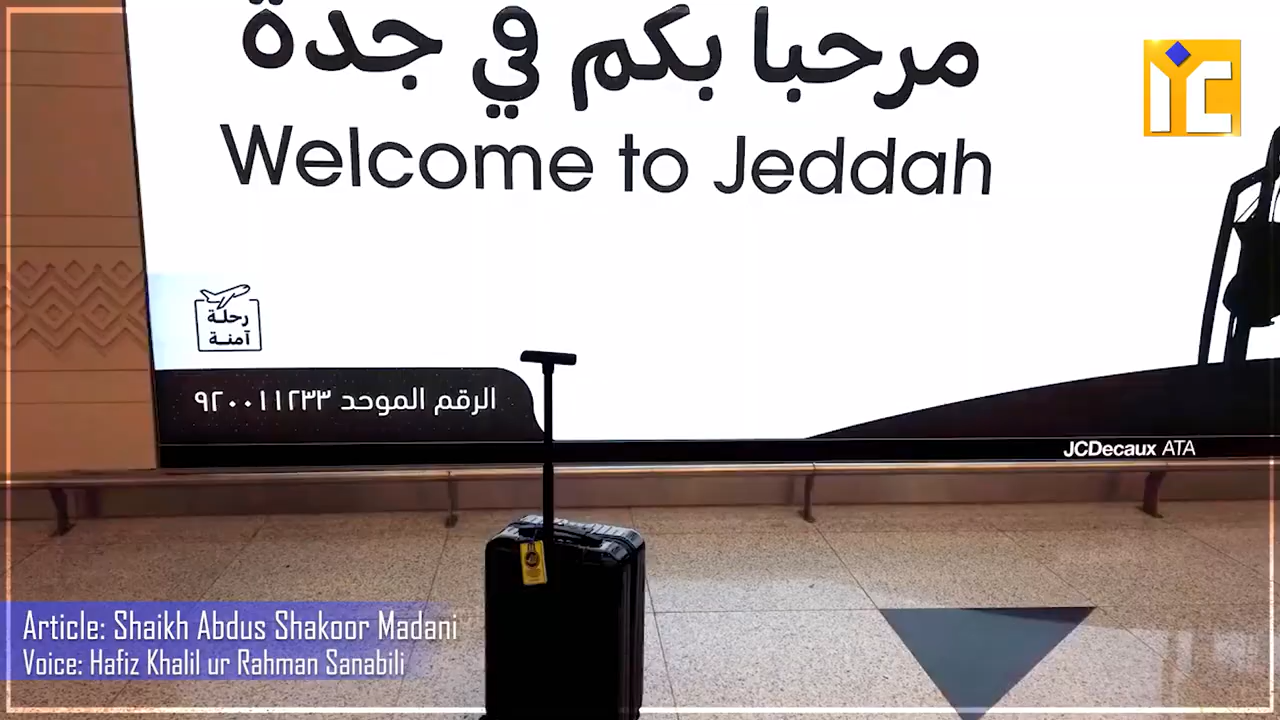 مرحبا بكم في جدة
Welcome to Jeddah
رحلة
آمنة
الرقم الموحد ٩٢٠٠١١٢٣٣
JCDecaux ATA
Article: Shaikh Abdus Shakoor Madani
Voice: Hafiz Khalil ur Rahman Sanabili